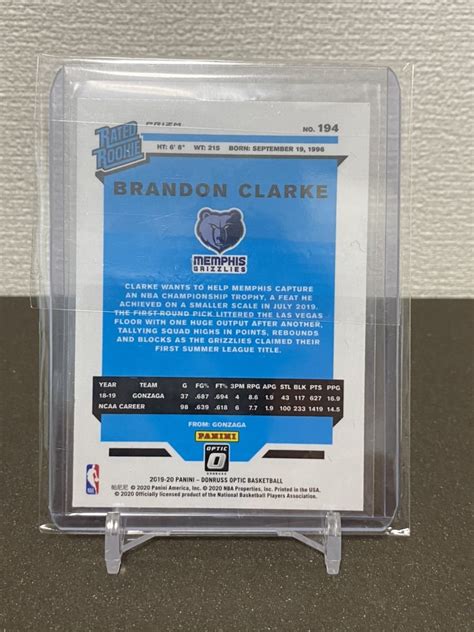 RATED
ROOKIE
PRIZM
NO. 194
HT: 6' 8" WT: 215 BORN: SEPTEMBER 19, 1996
BRANDON CLARKE
MEMPHIS
GRIZZLIES
CLARKE WANTS TO HELP MEMPHIS CAPTURE
AN NBA CHAMPIONSHIP TROPHY, A FEAT HE
ACHIEVED ON A SMALLER SCALE IN JULY 2019.
THE FIRST-ROUND PICK LITTERED THE LAS VEGAS
FLOOR WITH ONE HUGE OUTPUT AFTER ANOTHER,
TALLYING SQUAD HIGHS IN POINTS, REBOUNDS
AND BLOCKS AS THE GRIZZLIES CLAIMED THEIR
FIRST SUMMER LEAGUE TITLE.
YEAR TEAM G FG% FT% 3PM RPG APG STL BLK PTS PPG
18-19 GONZAGA 37 .687 .694 4 8.6 1.9 43 117 627 16.9
NCAA CAREER 98 .639 .618 6 7.7 1.9 100 233 1419 14.5
FROM: GONZAGA
PANINI
OPTIC
DONRUSS
NBA
2019-20 PANINI – DONRUSS OPTIC BASKETBALL
帕尼尼 © 2020 Panini America, Inc. © 2020 NBA Properties, Inc. Printed in the USA.
© 2020 Officially licensed product of the National Basketball Players Association.